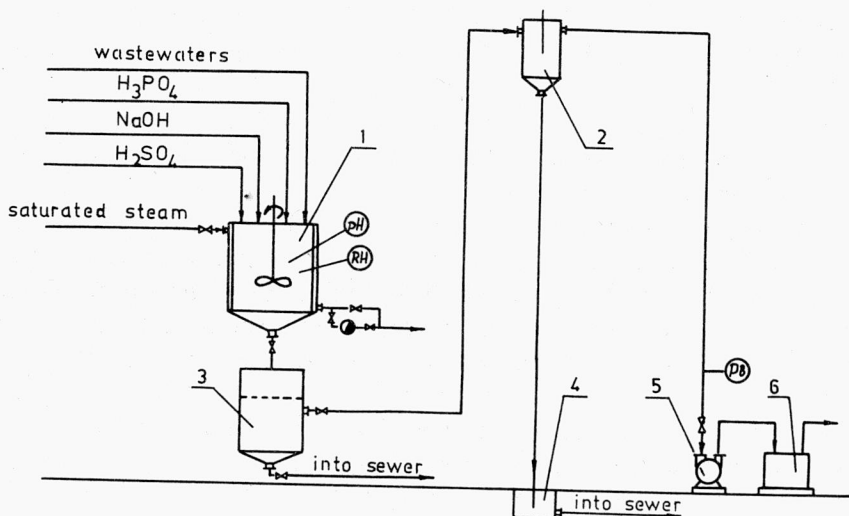 wastewaters
H₃PO₄
NaOH
H₂SO₄
saturated steam
1
pH
RH
2
3
into sewer
4
into sewer
5
6
PB